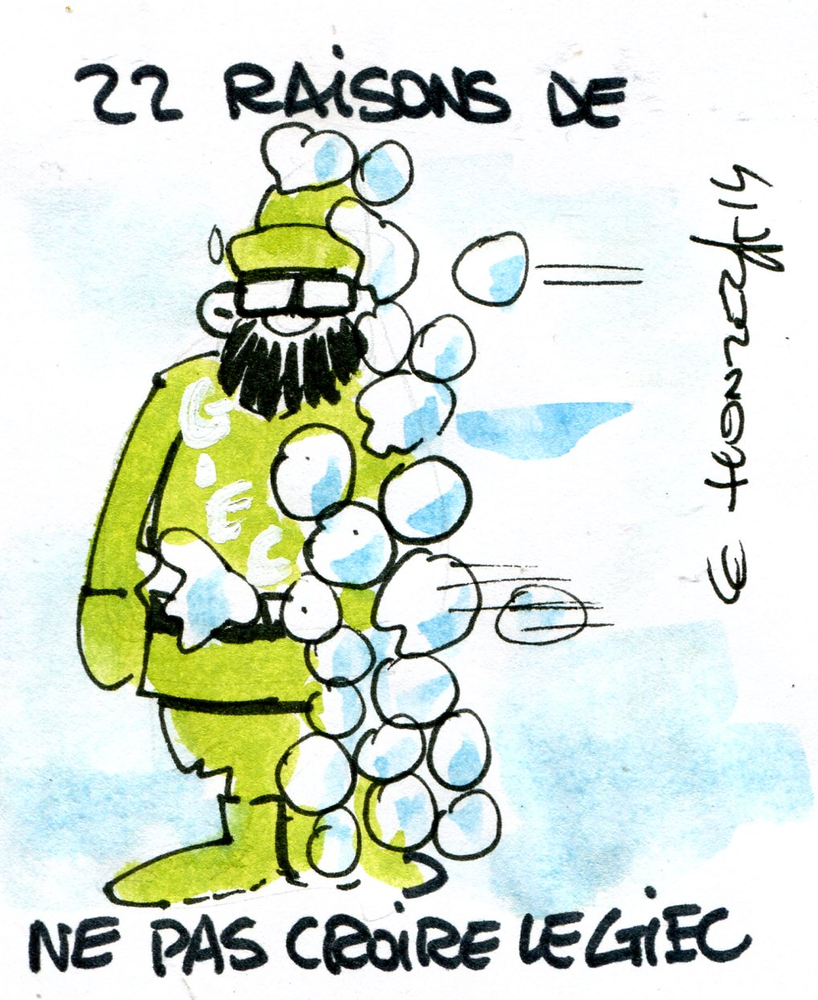 22 RAISONS DE
GIEC
NE PAS CROIRE LE GIEC